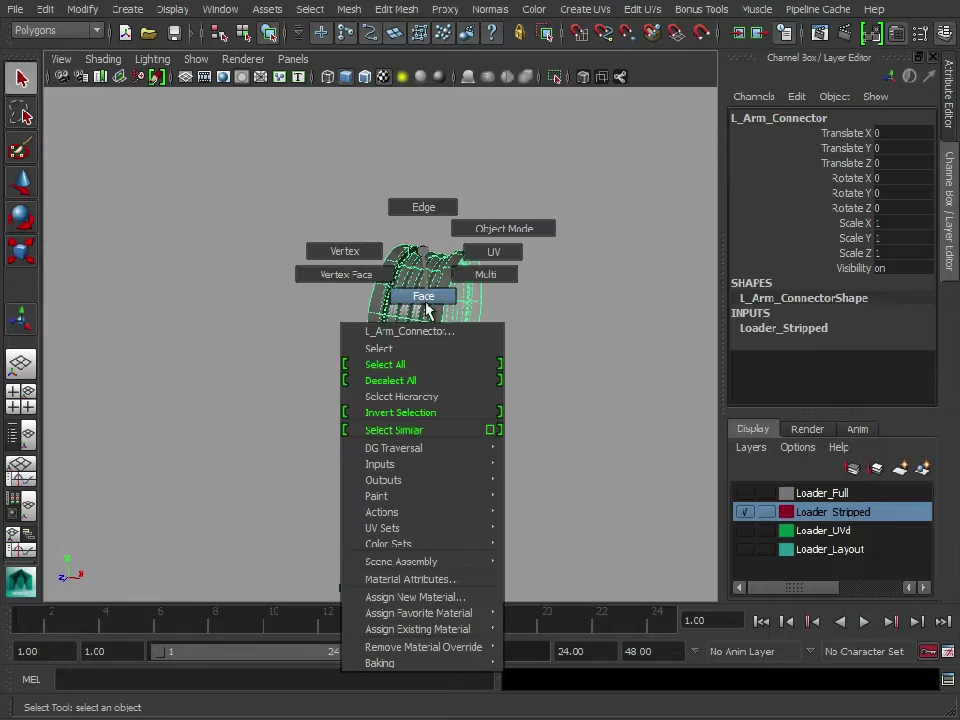 File Edit Modify Create Display Window Assets Select Mesh Edit Mesh Proxy Normals Color Create UVs Edit UVs Bonus Tools Muscle Pipeline Cache Help
Polygons
View Shading Lighting Show Renderer Panels
Channel Box / Layer Editor
Channels Edit Object Show
L_Arm_Connector
Translate X 0
Translate Y 0
Translate Z 0
Rotate X 0
Rotate Y 0
Rotate Z 0
Scale X 1
Scale Y 1
Scale Z 1
Visibility on
SHAPES
L_Arm_ConnectorShape
INPUTS
Loader_Stripped
Attribute Editor
Channel Box / Layer Editor
Edge
Object Mode
Vertex
UV
Vertex Face
Multi
Face
L_Arm_Connector...
Select
Select All
Deselect All
Select Hierarchy
Invert Selection
Select Similar
DG Traversal
Inputs
Outputs
Paint
Actions
UV Sets
Color Sets
Scene Assembly
Material Attributes...
Assign New Material...
Assign Favorite Material
Assign Existing Material
Remove Material Override
Baking
Display Render Anim
Layers Options Help
Loader_Full
V Loader_Stripped
Loader_UVd
Loader_Layout
y
z x
2 4 6 8 10 12 20 22 24
1.00
1.00 1.00 1 24 24.00 48.00 No Anim Layer No Character Set
MEL
Select Tool: select an object